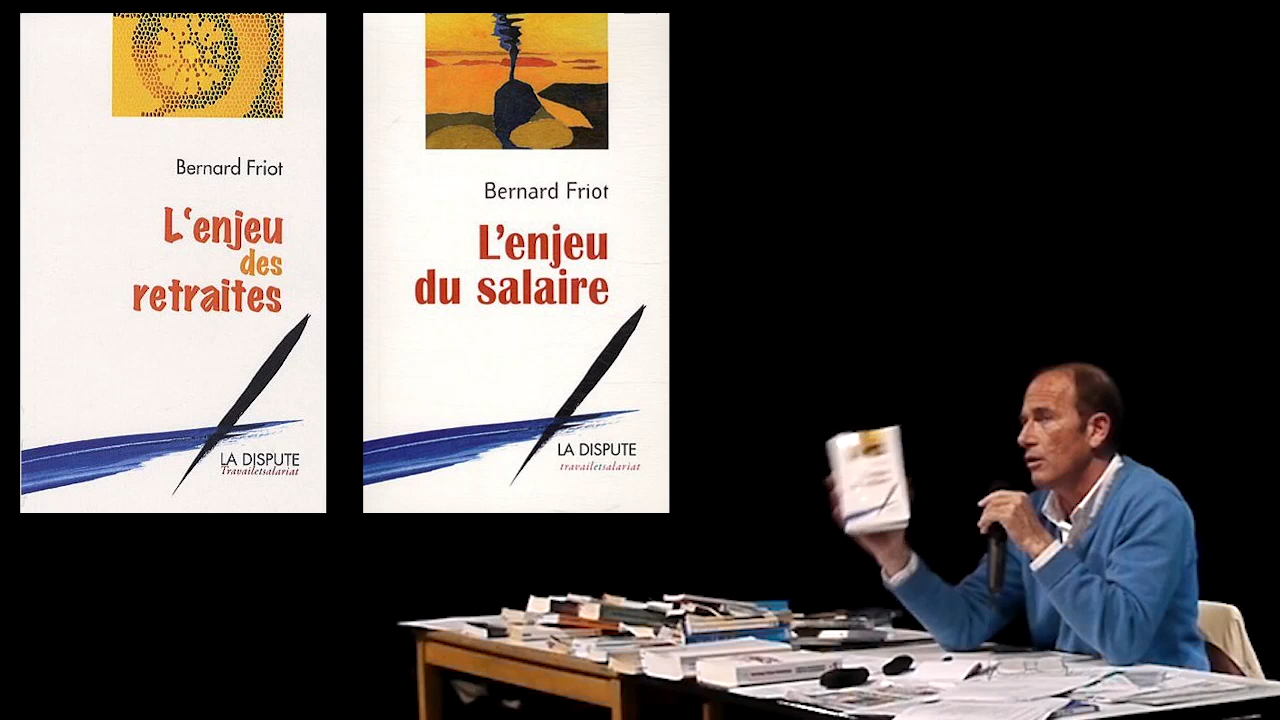 Bernard Friot
L‘enjeu
des
retraites
LA DISPUTE
Travailetsalariat
Bernard Friot
L’enjeu
du salaire
LA DISPUTE
travailetsalariat